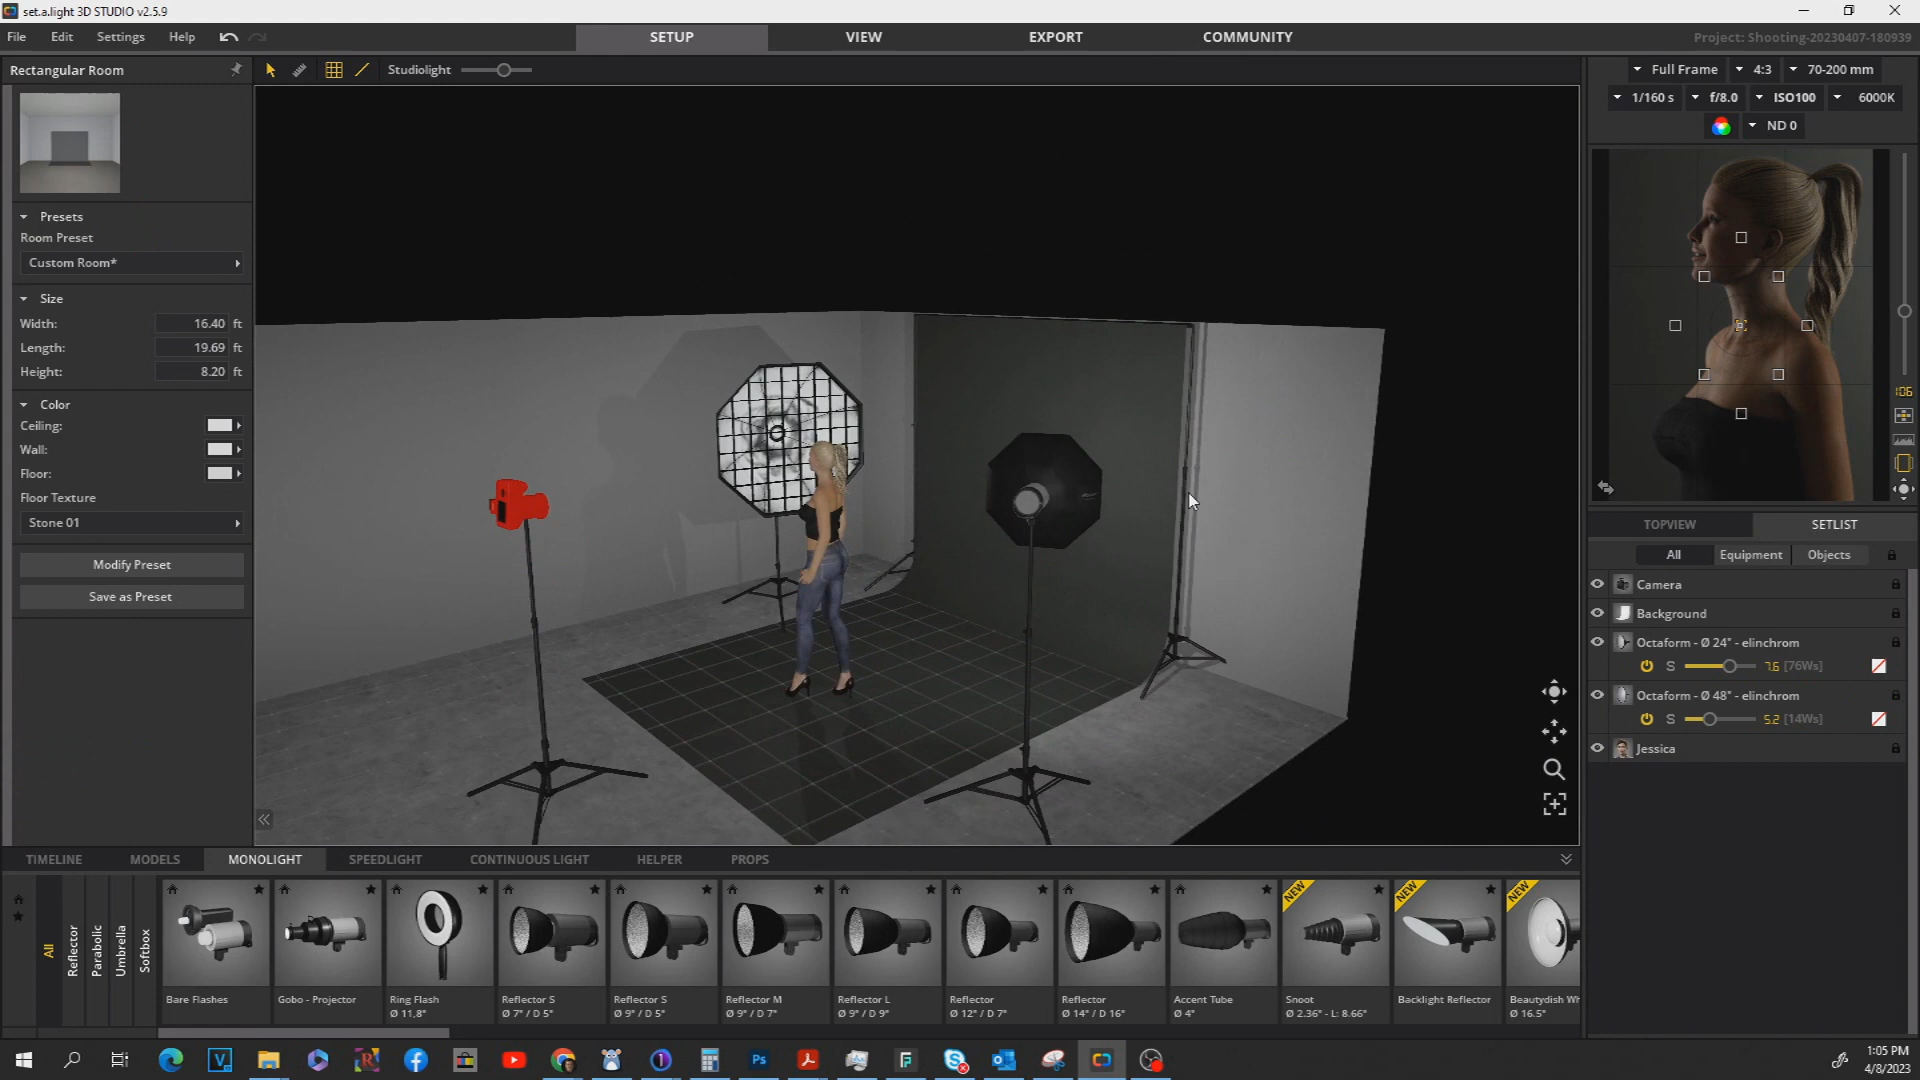 set.a.light 3D STUDIO v2.5.9
File Edit Settings Help
SETUP VIEW EXPORT COMMUNITY
Project: Shooting-20230407-180939
Rectangular Room
Studiolight
Full Frame 4:3 70-200 mm
1/160 s f/8.0 ISO100 6000K
ND 0
Presets
Room Preset
Custom Room*
Size
Width: 16.40 ft
Length: 19.69 ft
Height: 8.20 ft
Color
Ceiling:
Wall:
Floor:
Floor Texture
Stone 01
Modify Preset
Save as Preset
106
TOPVIEW SETLIST
All Equipment Objects
Camera
Background
Octaform - Ø 24" - elinchrom
S 7.6 [76Ws]
Octaform - Ø 48" - elinchrom
S 5.2 [14Ws]
Jessica
TIMELINE MODELS MONOLIGHT SPEEDLIGHT CONTINUOUS LIGHT HELPER PROPS
All
Reflector
Parabolic
Umbrella
Softbox
NEW NEW NEW
Bare Flashes
Gobo - Projector
Ring Flash
Ø 11,8"
Reflector S
Ø 7" / D 5"
Reflector S
Ø 9" / D 5"
Reflector M
Ø 9" / D 7"
Reflector L
Ø 9" / D 9"
Reflector
Ø 12" / D 7"
Reflector
Ø 14" / D 16"
Accent Tube
Ø 4"
Snoot
Ø 2.36" - L: 8.66"
Backlight Reflector
Beautydish Wh
Ø 16.5"
1:05 PM
4/8/2023